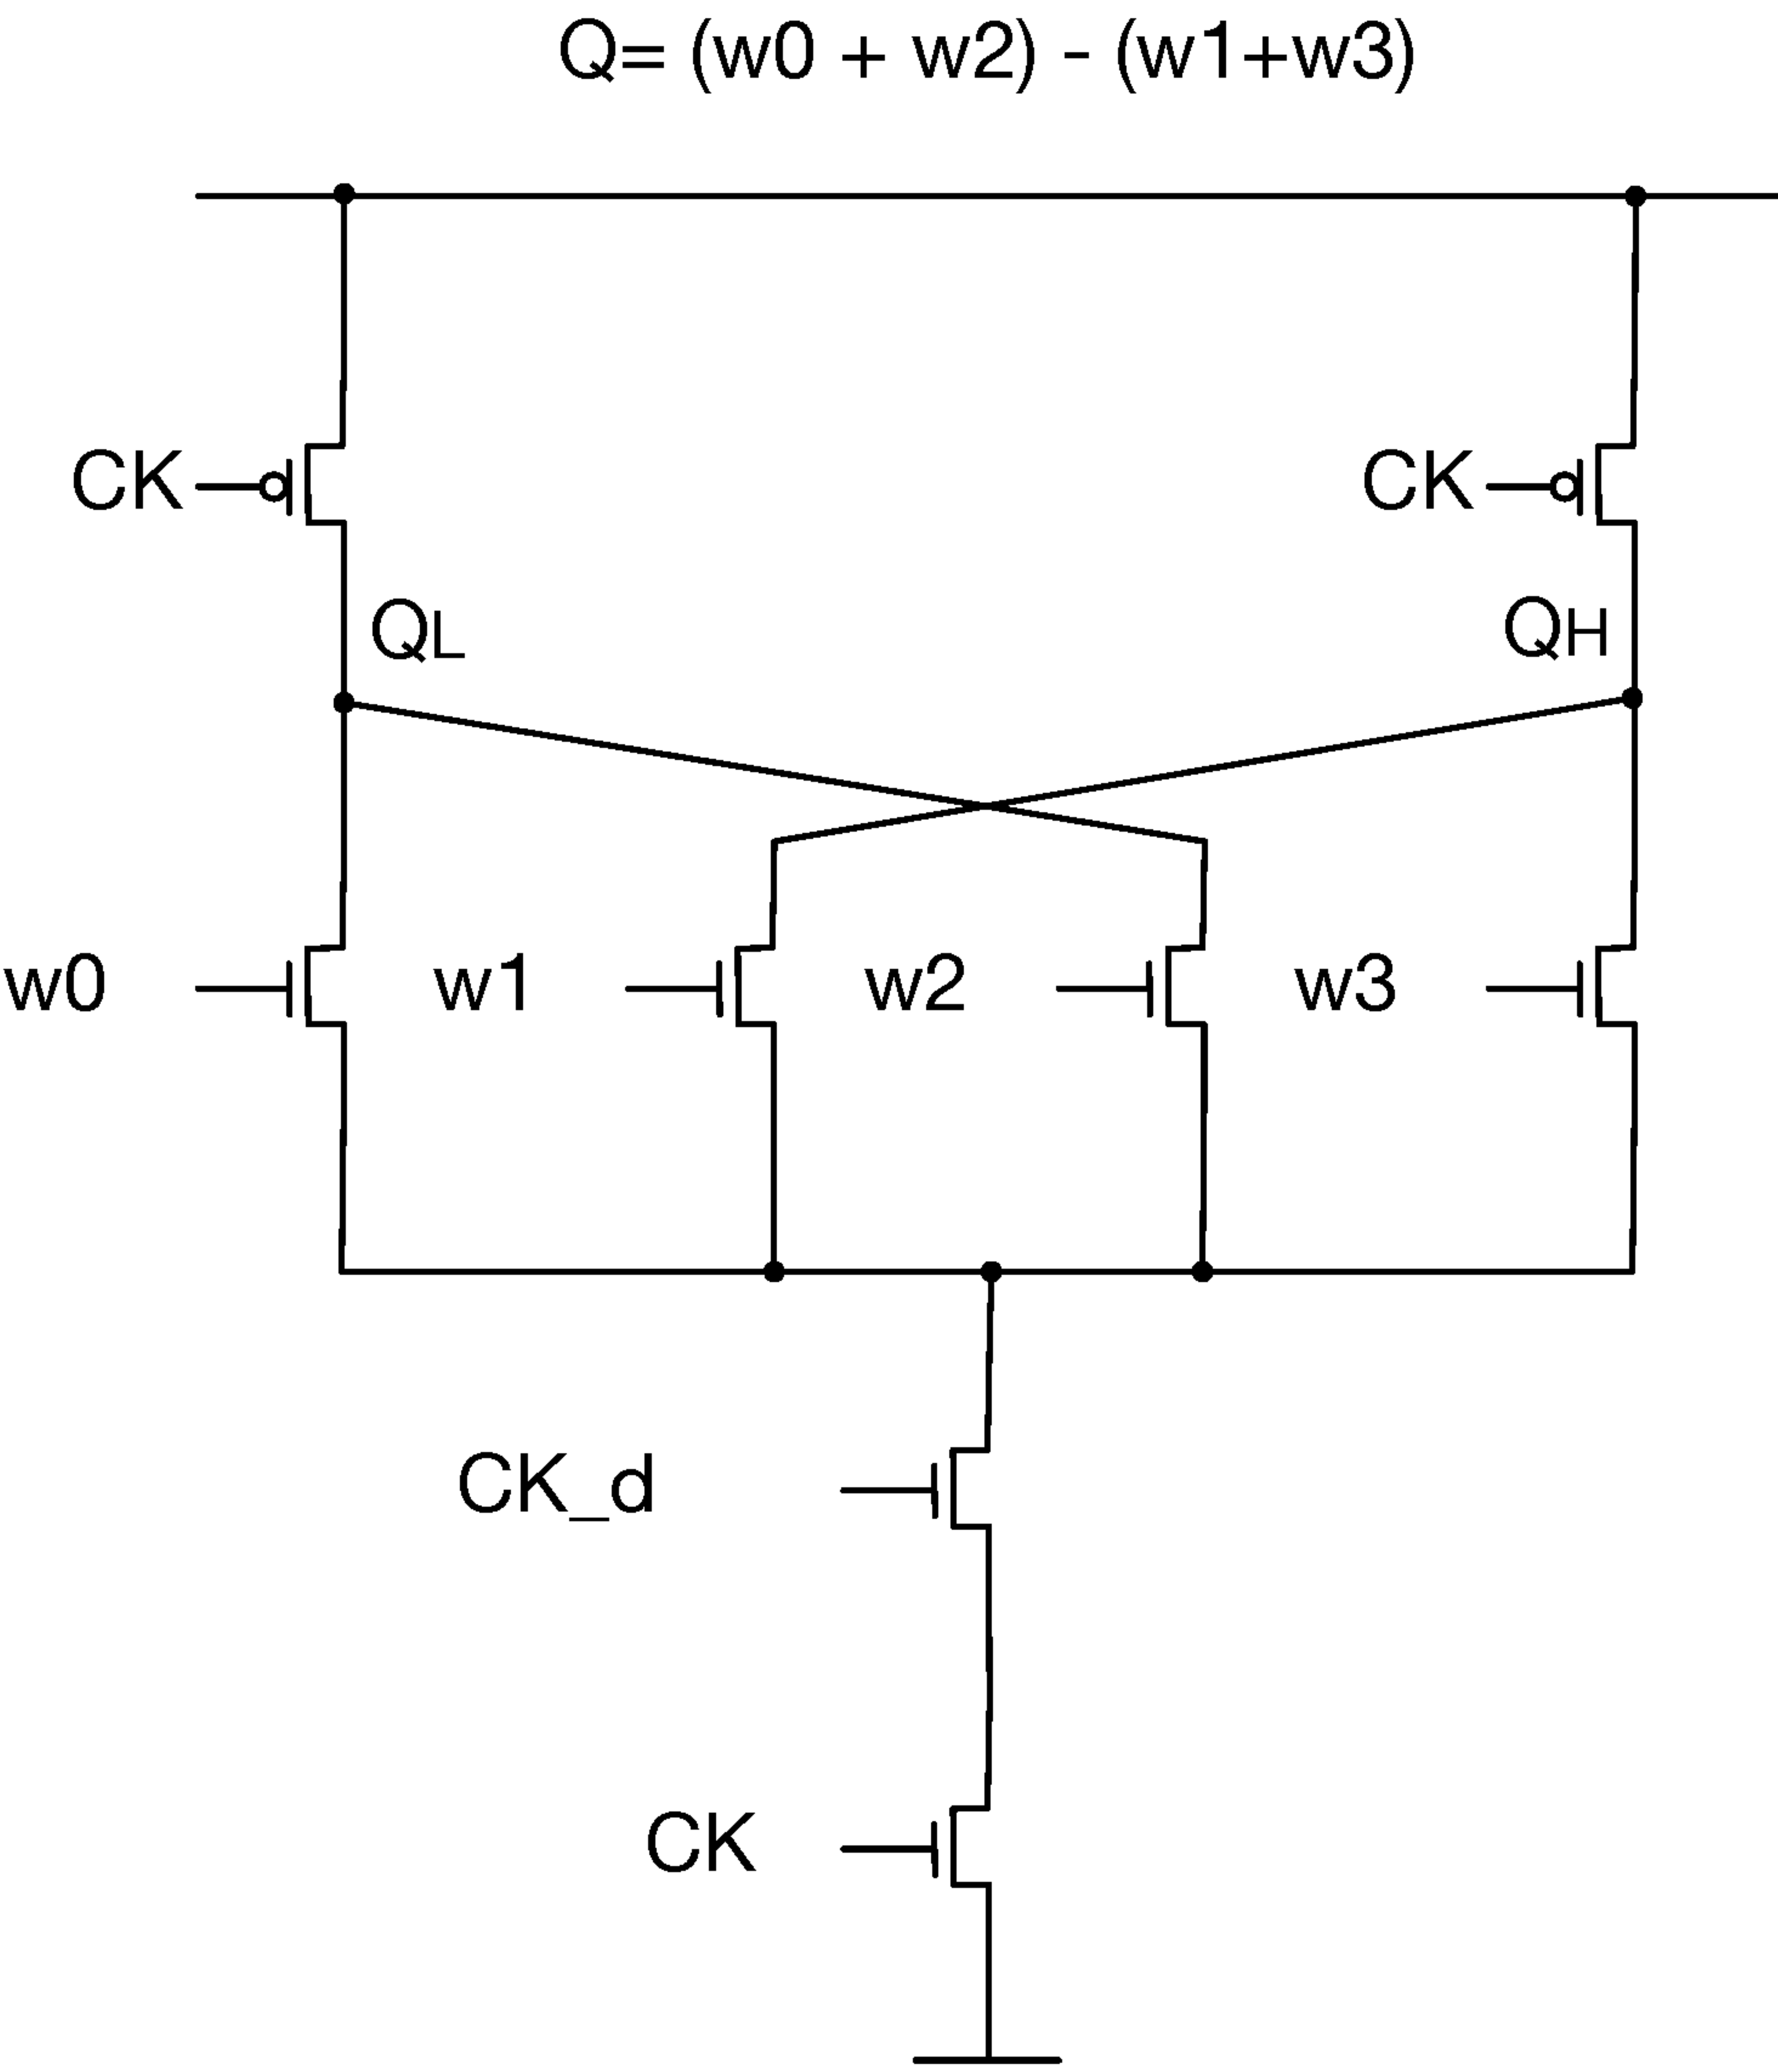 Q= (w0 + w2) - (w1+w3)
CK CK
QL QH
w0 w1 w2 w3
CK_d
CK